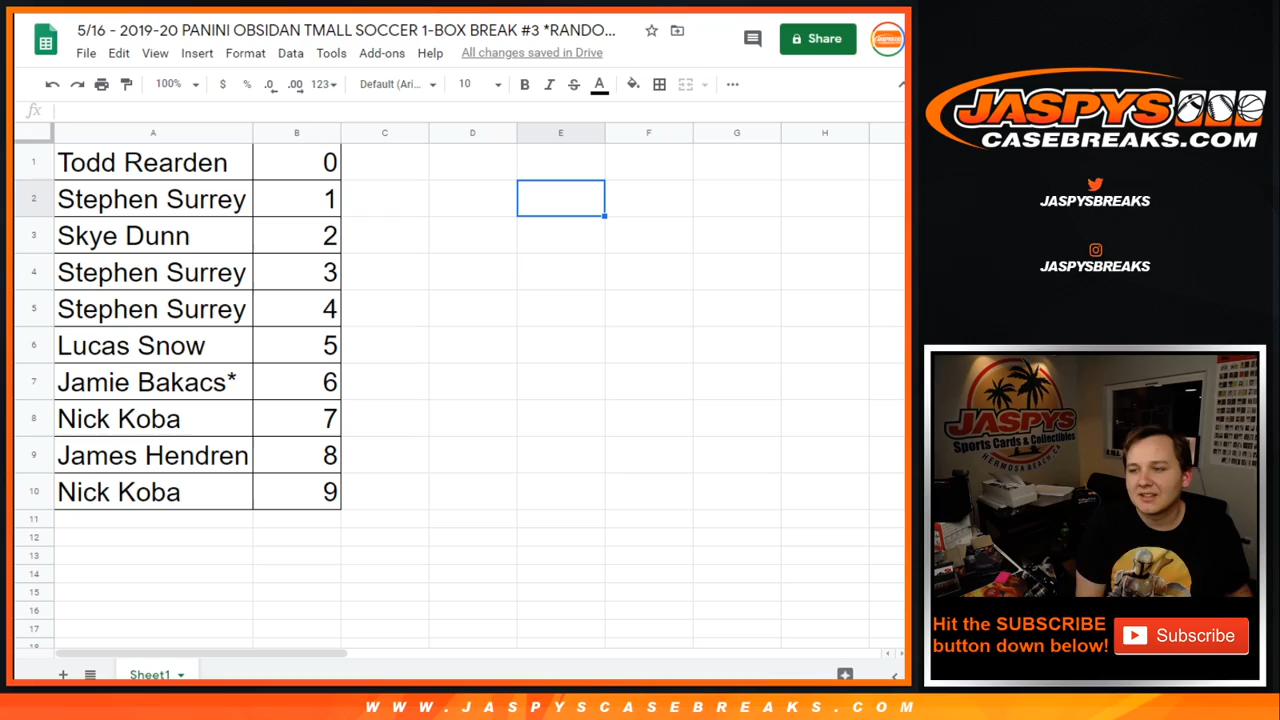 5/16 - 2019-20 PANINI OBSIDAN TMALL SOCCER 1-BOX BREAK #3 *RANDO...
File Edit View Insert Format Data Tools Add-ons Help All changes saved in Drive
Share
100% $ % .0 .00 123 Default (Ari... 10 B I S A
fx
A B C D E F G H
1 Todd Rearden 0
2 Stephen Surrey 1
3 Skye Dunn 2
4 Stephen Surrey 3
5 Stephen Surrey 4
6 Lucas Snow 5
7 Jamie Bakacs* 6
8 Nick Koba 7
9 James Hendren 8
10 Nick Koba 9
11
12
13
14
15
16
17
18
Sheet1
JASPYS
CASEBREAKS.COM
JASPYSBREAKS
JASPYSBREAKS
JASPYS
Sports Cards & Collectibles
HERMOSA BEACH, CA
Hit the SUBSCRIBE
button down below!
Subscribe
WWW.JASPYSCASEBREAKS.COM